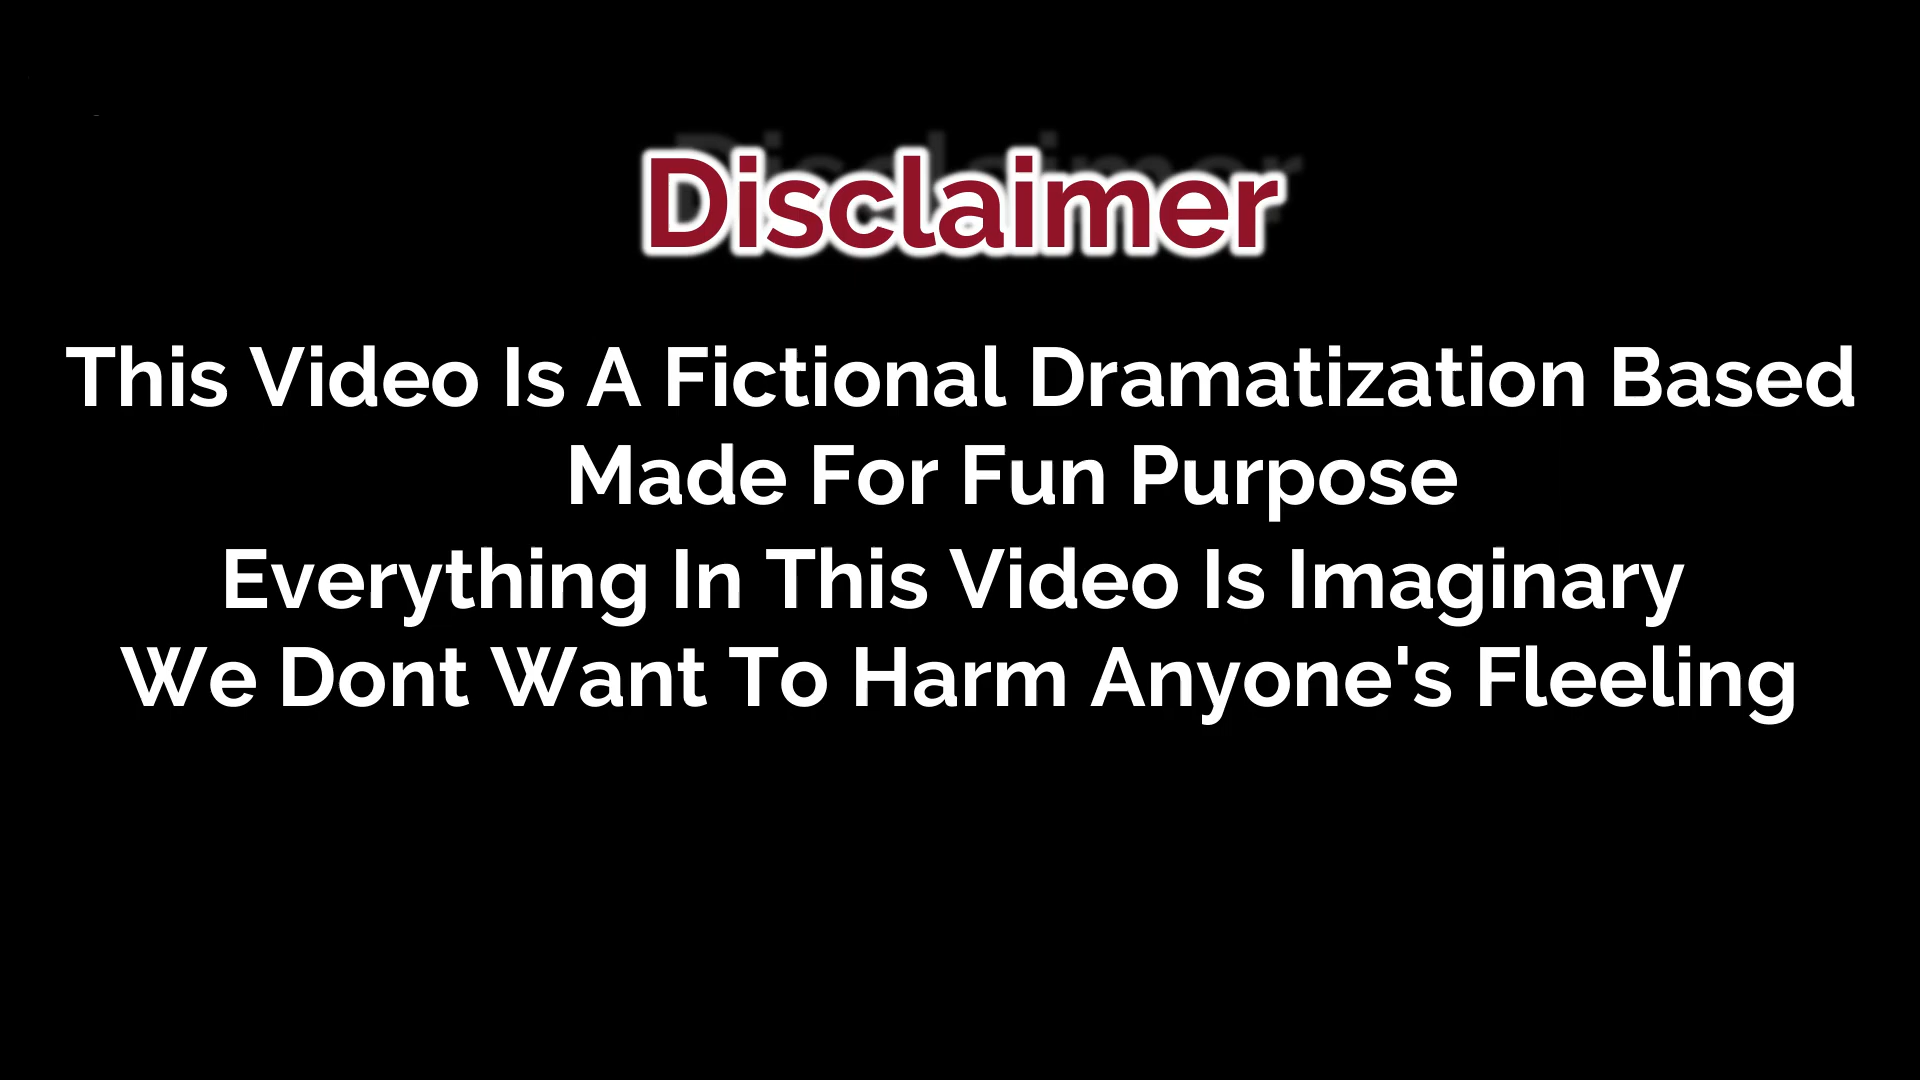 Disclaimer
This Video Is A Fictional Dramatization Based
Made For Fun Purpose
Everything In This Video Is Imaginary
We Dont Want To Harm Anyone's Fleeling